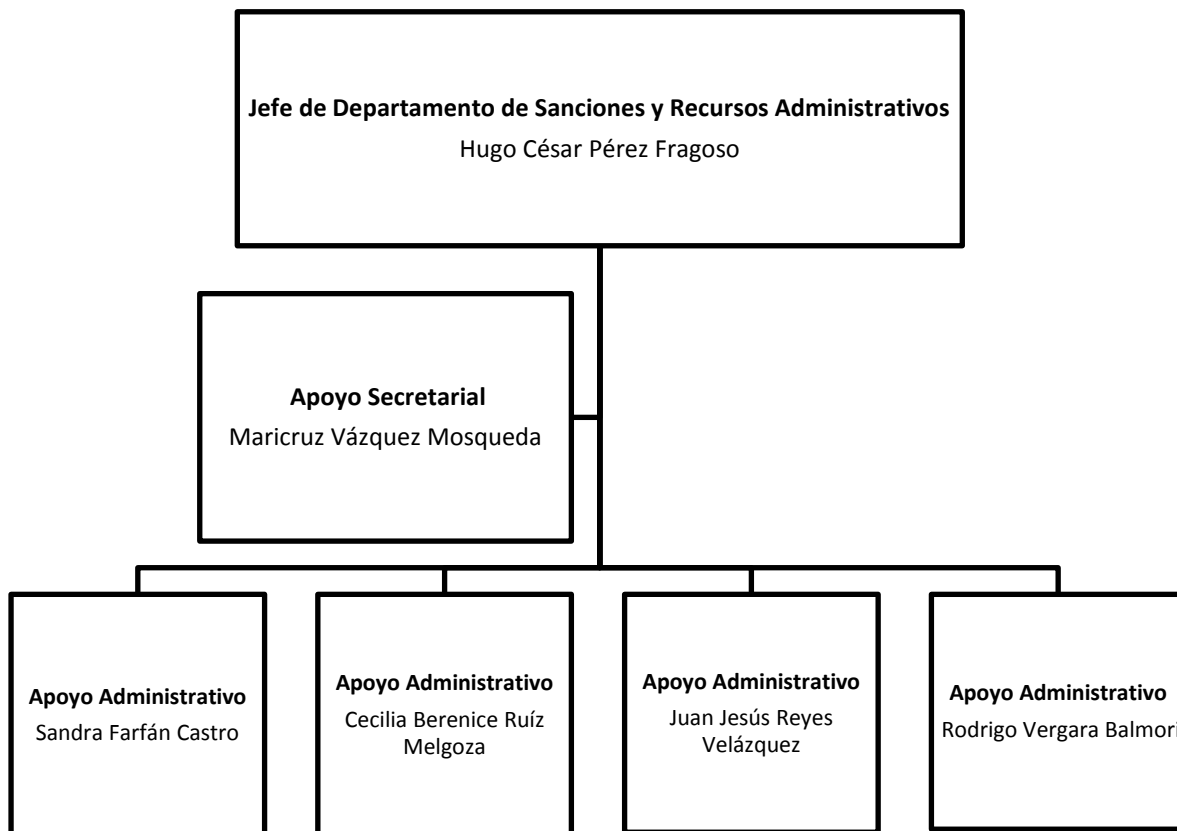 Jefe de Departamento de Sanciones y Recursos Administrativos
Hugo César Pérez Fragoso
Apoyo Secretarial
Maricruz Vázquez Mosqueda
Apoyo Administrativo
Sandra Farfán Castro
Apoyo Administrativo
Cecilia Berenice Ruíz
Melgoza
Apoyo Administrativo
Juan Jesús Reyes
Velázquez
Apoyo Administrativo
Rodrigo Vergara Balmori